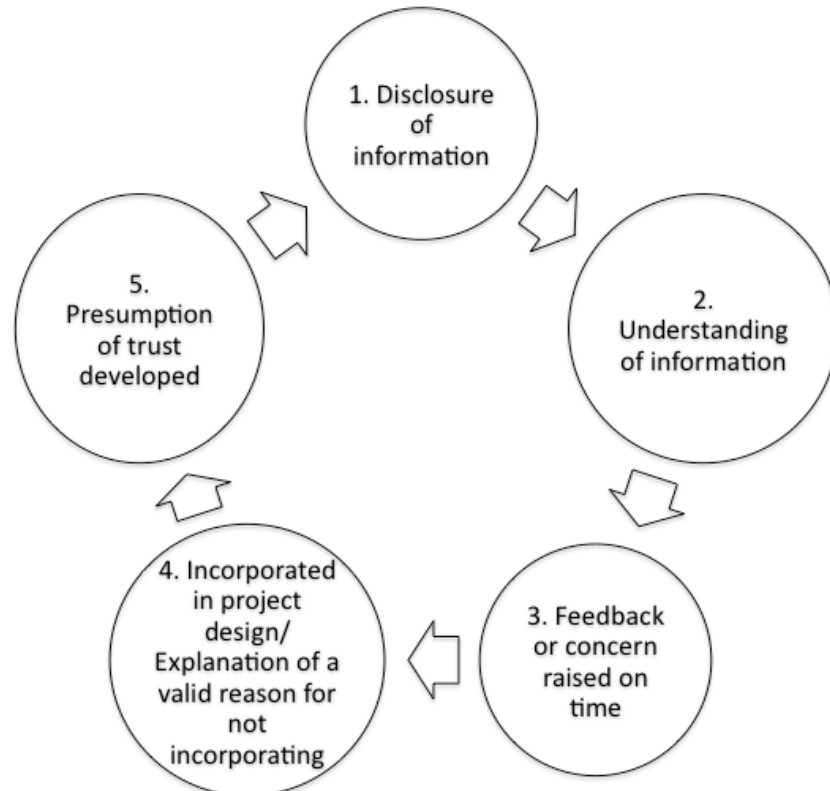 1. Disclosure
of
information
2.
Understanding
of information
3. Feedback
or concern
raised on
time
4. Incorporated
in project
design/
Explanation of a
valid reason for
not
incorporating
5.
Presumption
of trust
developed